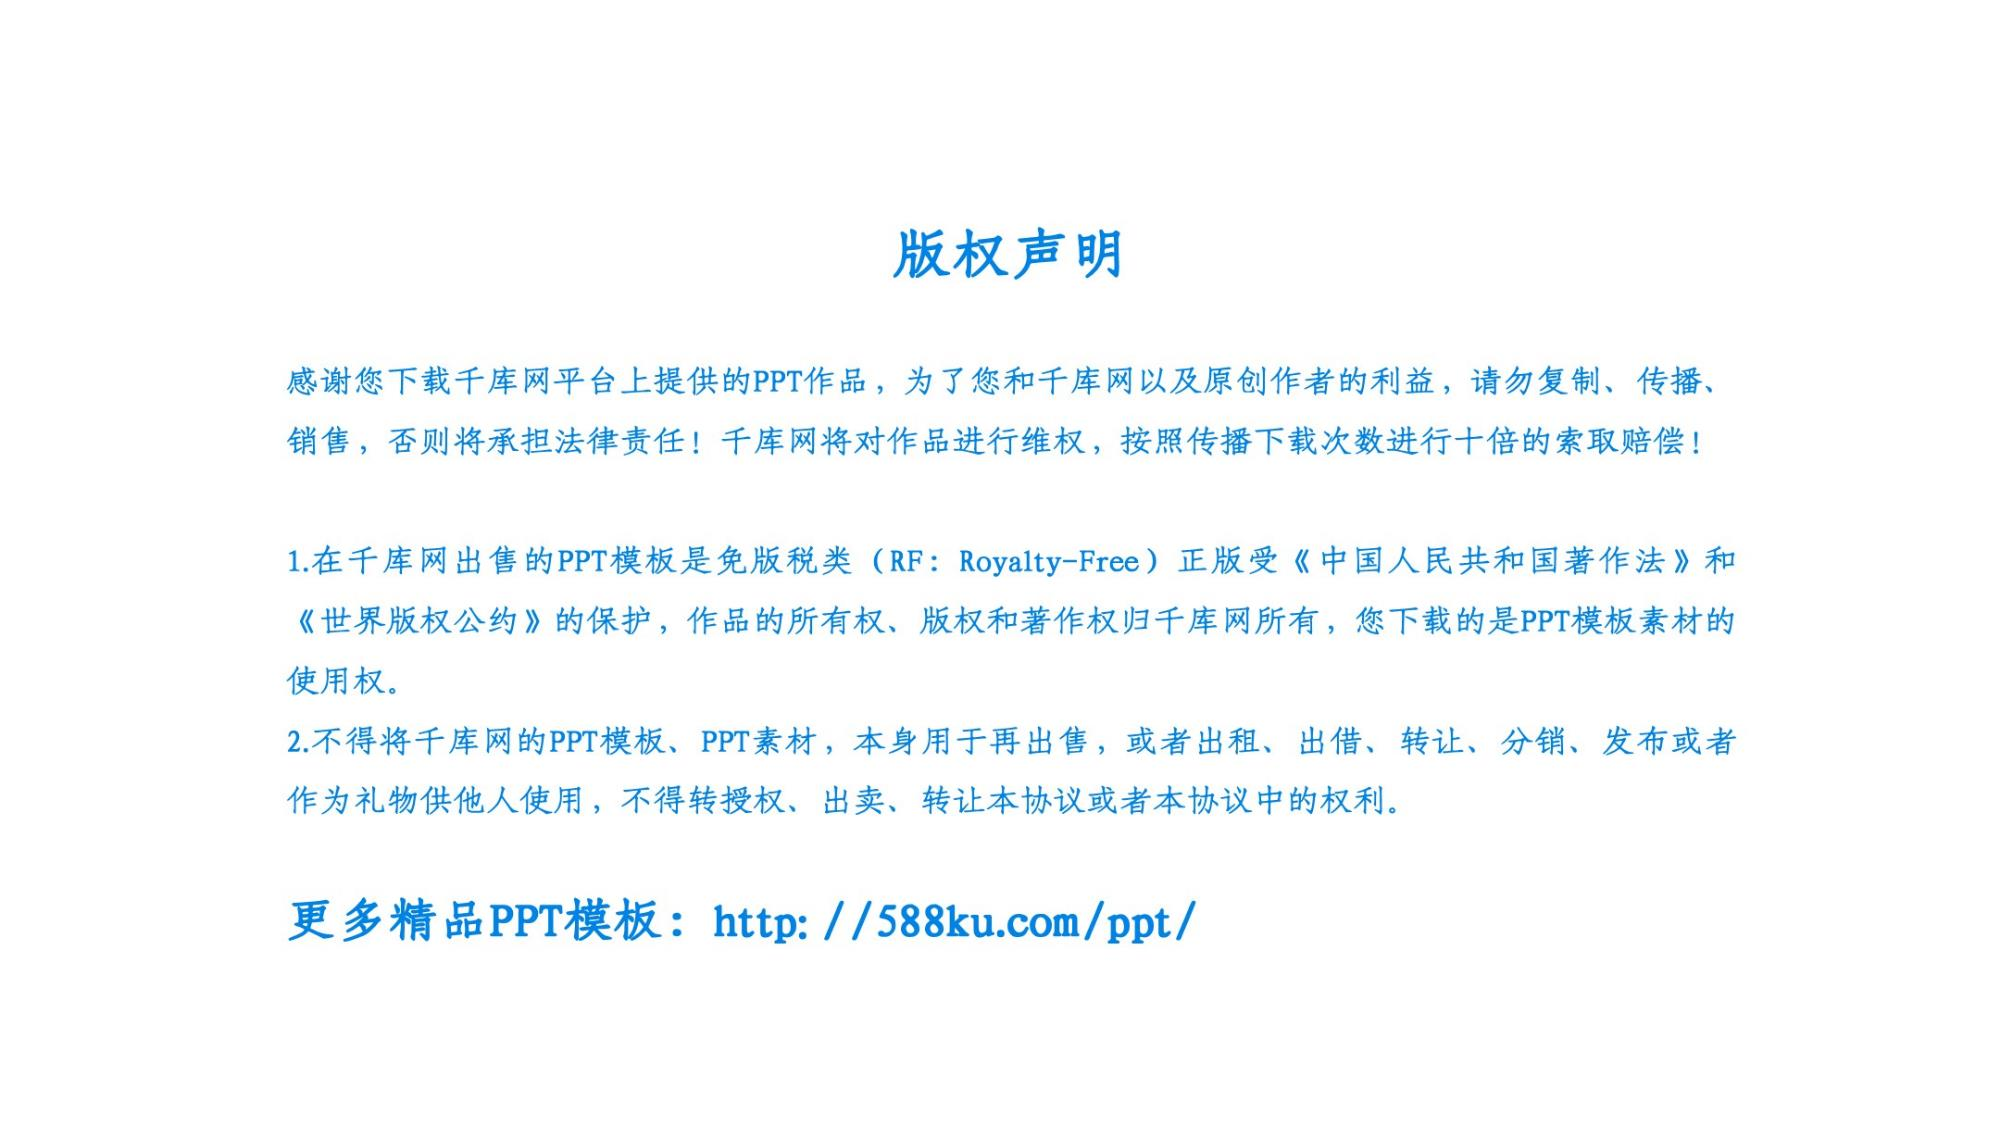 版权声明
感谢您下载千库网平台上提供的PPT作品，为了您和千库网以及原创作者的利益，请勿复制、传播、
销售，否则将承担法律责任！千库网将对作品进行维权，按照传播下载次数进行十倍的索取赔偿！
1.在千库网出售的PPT模板是免版税类（RF：Royalty-Free）正版受《中国人民共和国著作法》和
《世界版权公约》的保护，作品的所有权、版权和著作权归千库网所有，您下载的是PPT模板素材的
使用权。
2.不得将千库网的PPT模板、PPT素材，本身用于再出售，或者出租、出借、转让、分销、发布或者
作为礼物供他人使用，不得转授权、出卖、转让本协议或者本协议中的权利。
更多精品PPT模板：http://588ku.com/ppt/